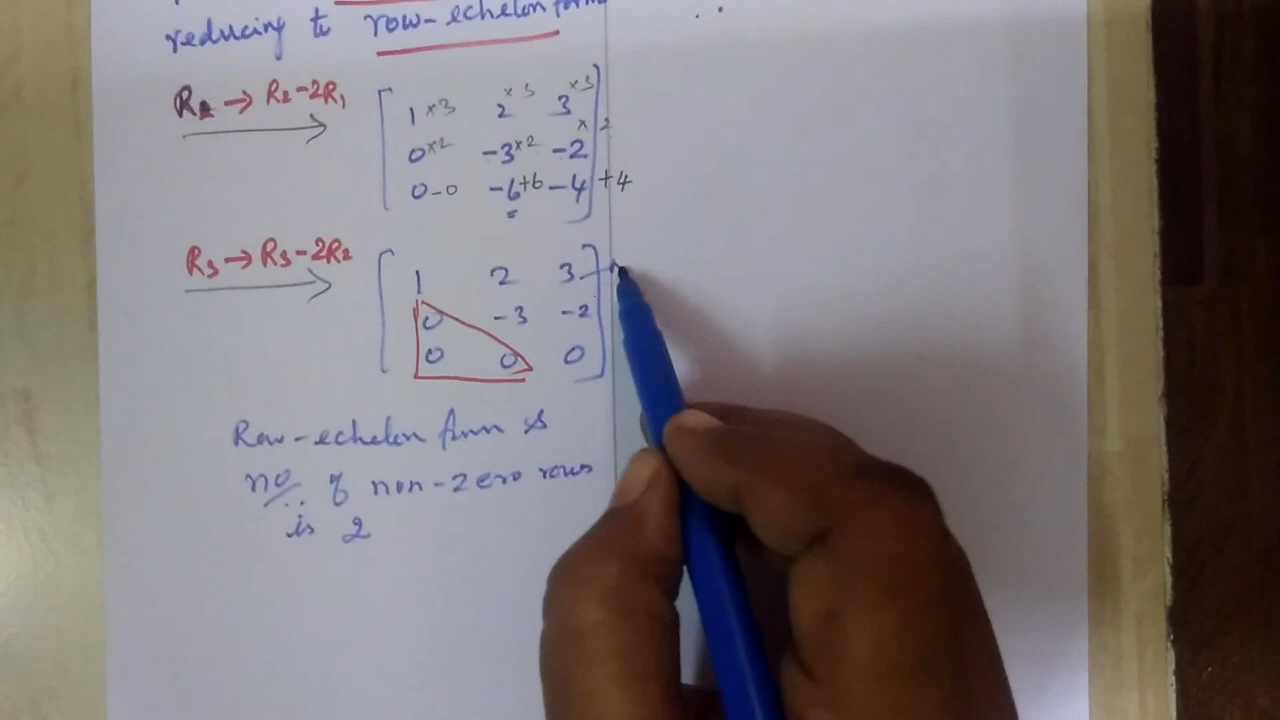 reducing to row-echelon form
R2 → R2-2R1
1 ×3 2 ×3 3 ×3
0 ×2 -3 ×2 -2 ×2
0-0 -6+6 -4 +4
R3 → R3-2R2
1 2 3
0 -3 -2
0 0 0
Row-echelon form &
no of non-zero rows
is 2